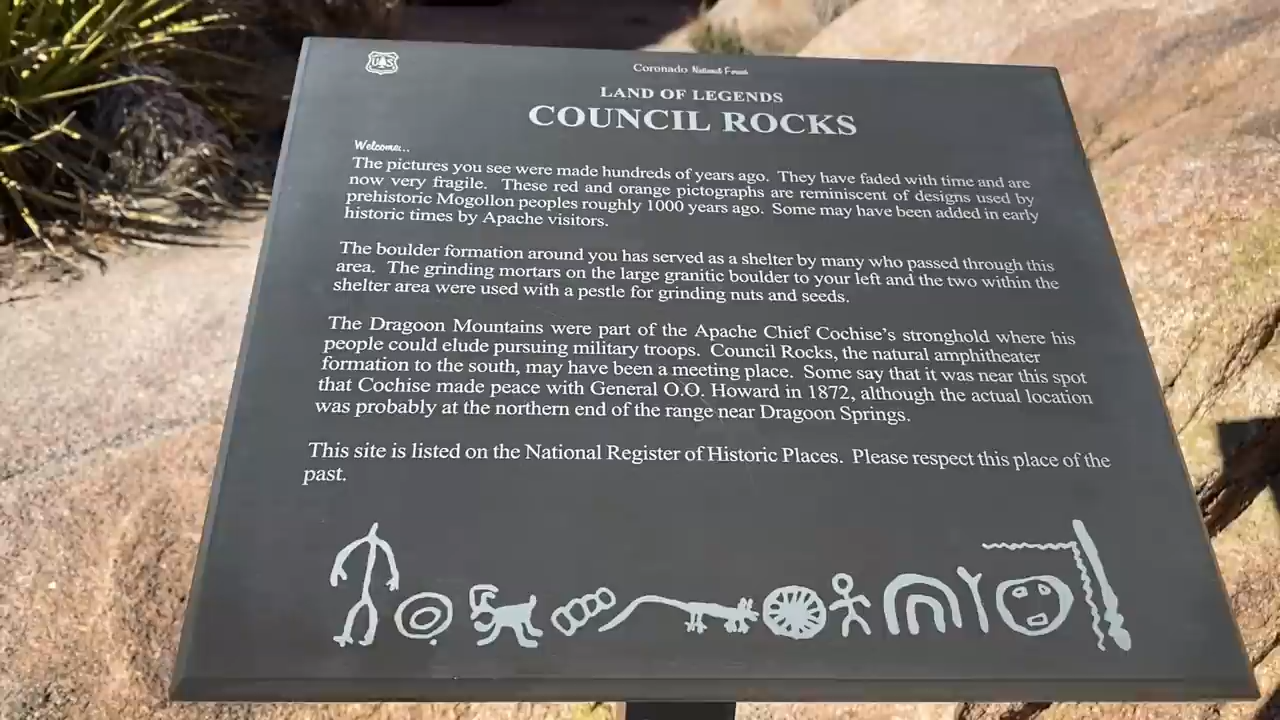 UAS
Coronado National Forest
LAND OF LEGENDS
COUNCIL ROCKS
Welcome...
The pictures you see were made hundreds of years ago. They have faded with time and are
now very fragile. These red and orange pictographs are reminiscent of designs used by
prehistoric Mogollon peoples roughly 1000 years ago. Some may have been added in early
historic times by Apache visitors.
The boulder formation around you has served as a shelter by many who passed through this
area. The grinding mortars on the large granitic boulder to your left and the two within the
shelter area were used with a pestle for grinding nuts and seeds.
The Dragoon Mountains were part of the Apache Chief Cochise's stronghold where his
people could elude pursuing military troops. Council Rocks, the natural amphitheater
formation to the south, may have been a meeting place. Some say that it was near this spot
that Cochise made peace with General O.O. Howard in 1872, although the actual location
was probably at the northern end of the range near Dragoon Springs.
This site is listed on the National Register of Historic Places. Please respect this place of the
past.